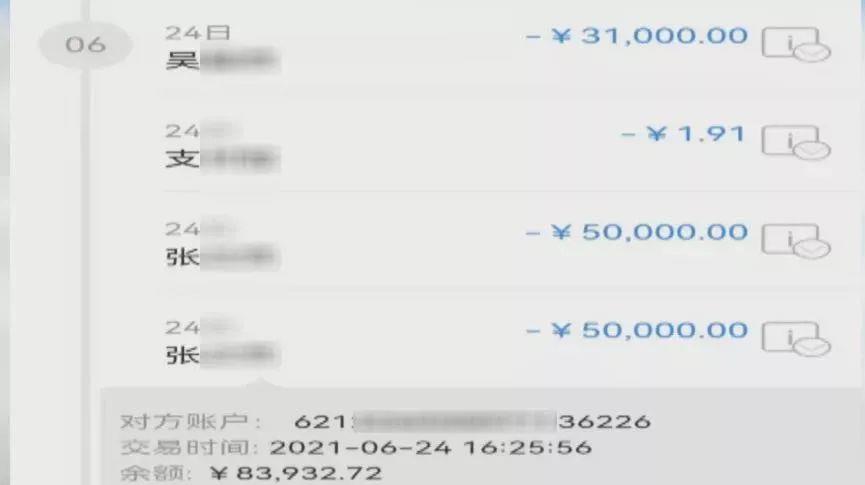 06
24日
- ¥ 31,000.00
吴
24
- ¥ 1.91
支
24
- ¥ 50,000.00
张
24
- ¥ 50,000.00
张
对方账户: 621 36226
交易时间: 2021-06-24 16:25:56
余额: ¥ 83,932.72